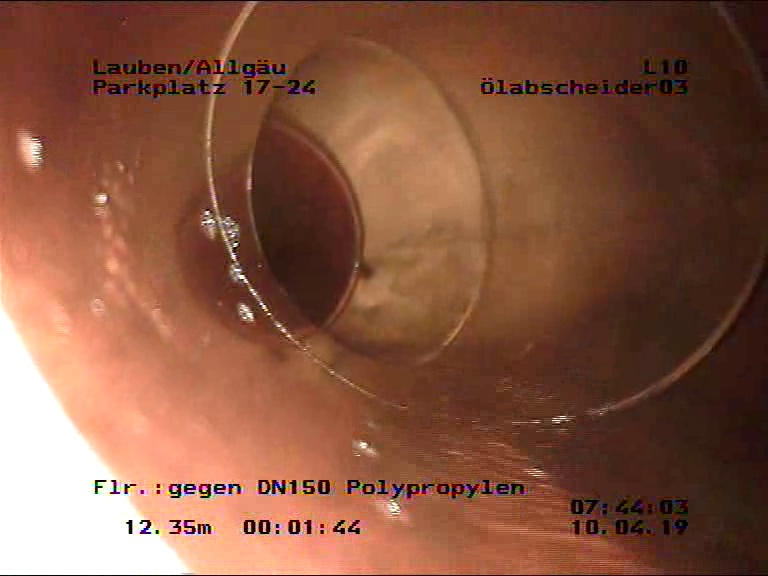 Lauben/Allgäu L10
Parkplatz 17-24 Ölabscheider03
Flr.:gegen DN150 Polypropylen
07:44:03
12.35m 00:01:44 10.04.19